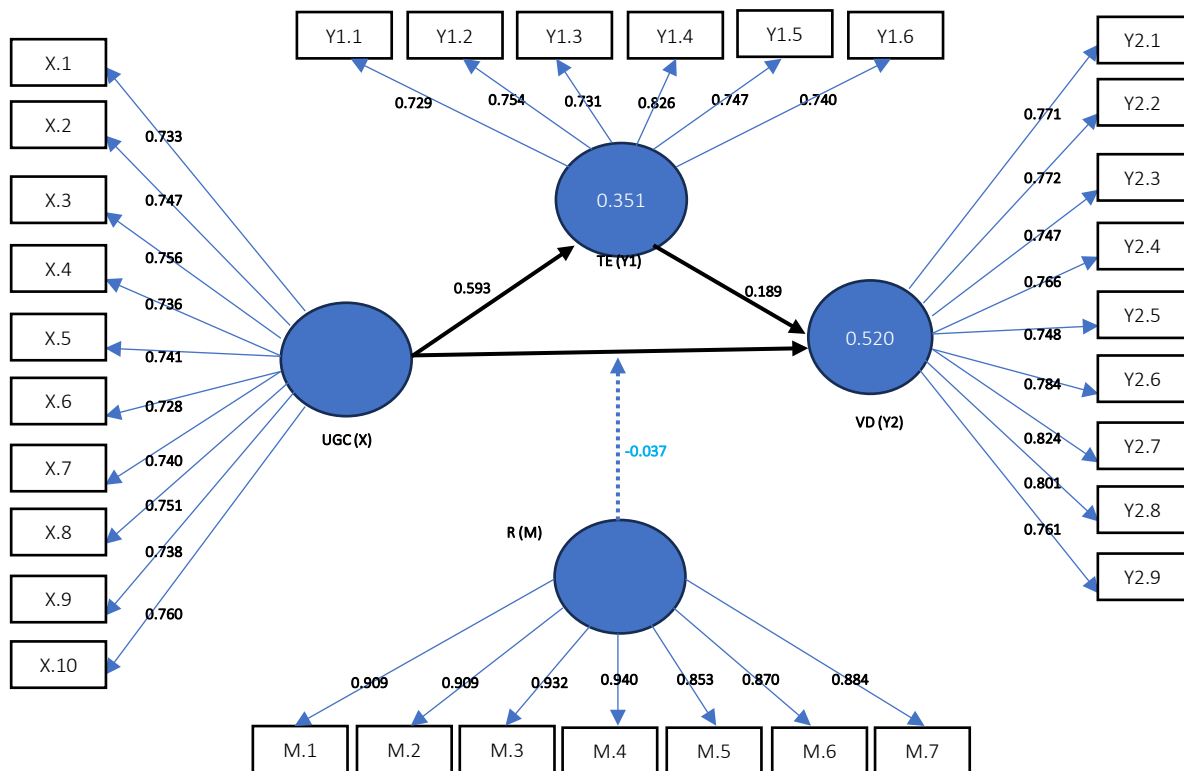 Y1.1
Y1.2
Y1.3
Y1.4
Y1.5
Y1.6
0.729
0.754
0.731
0.826
0.747
0.740
X.1
X.2
X.3
X.4
X.5
X.6
X.7
X.8
X.9
X.10
0.733
0.747
0.756
0.736
0.741
0.728
0.740
0.751
0.738
0.760
UGC (X)
0.593
0.351
TE (Y1)
0.189
0.520
VD (Y2)
-0.037
R (M)
0.771
0.772
0.747
0.766
0.748
0.784
0.824
0.801
0.761
Y2.1
Y2.2
Y2.3
Y2.4
Y2.5
Y2.6
Y2.7
Y2.8
Y2.9
0.909
0.909
0.932
0.940
0.853
0.870
0.884
M.1
M.2
M.3
M.4
M.5
M.6
M.7